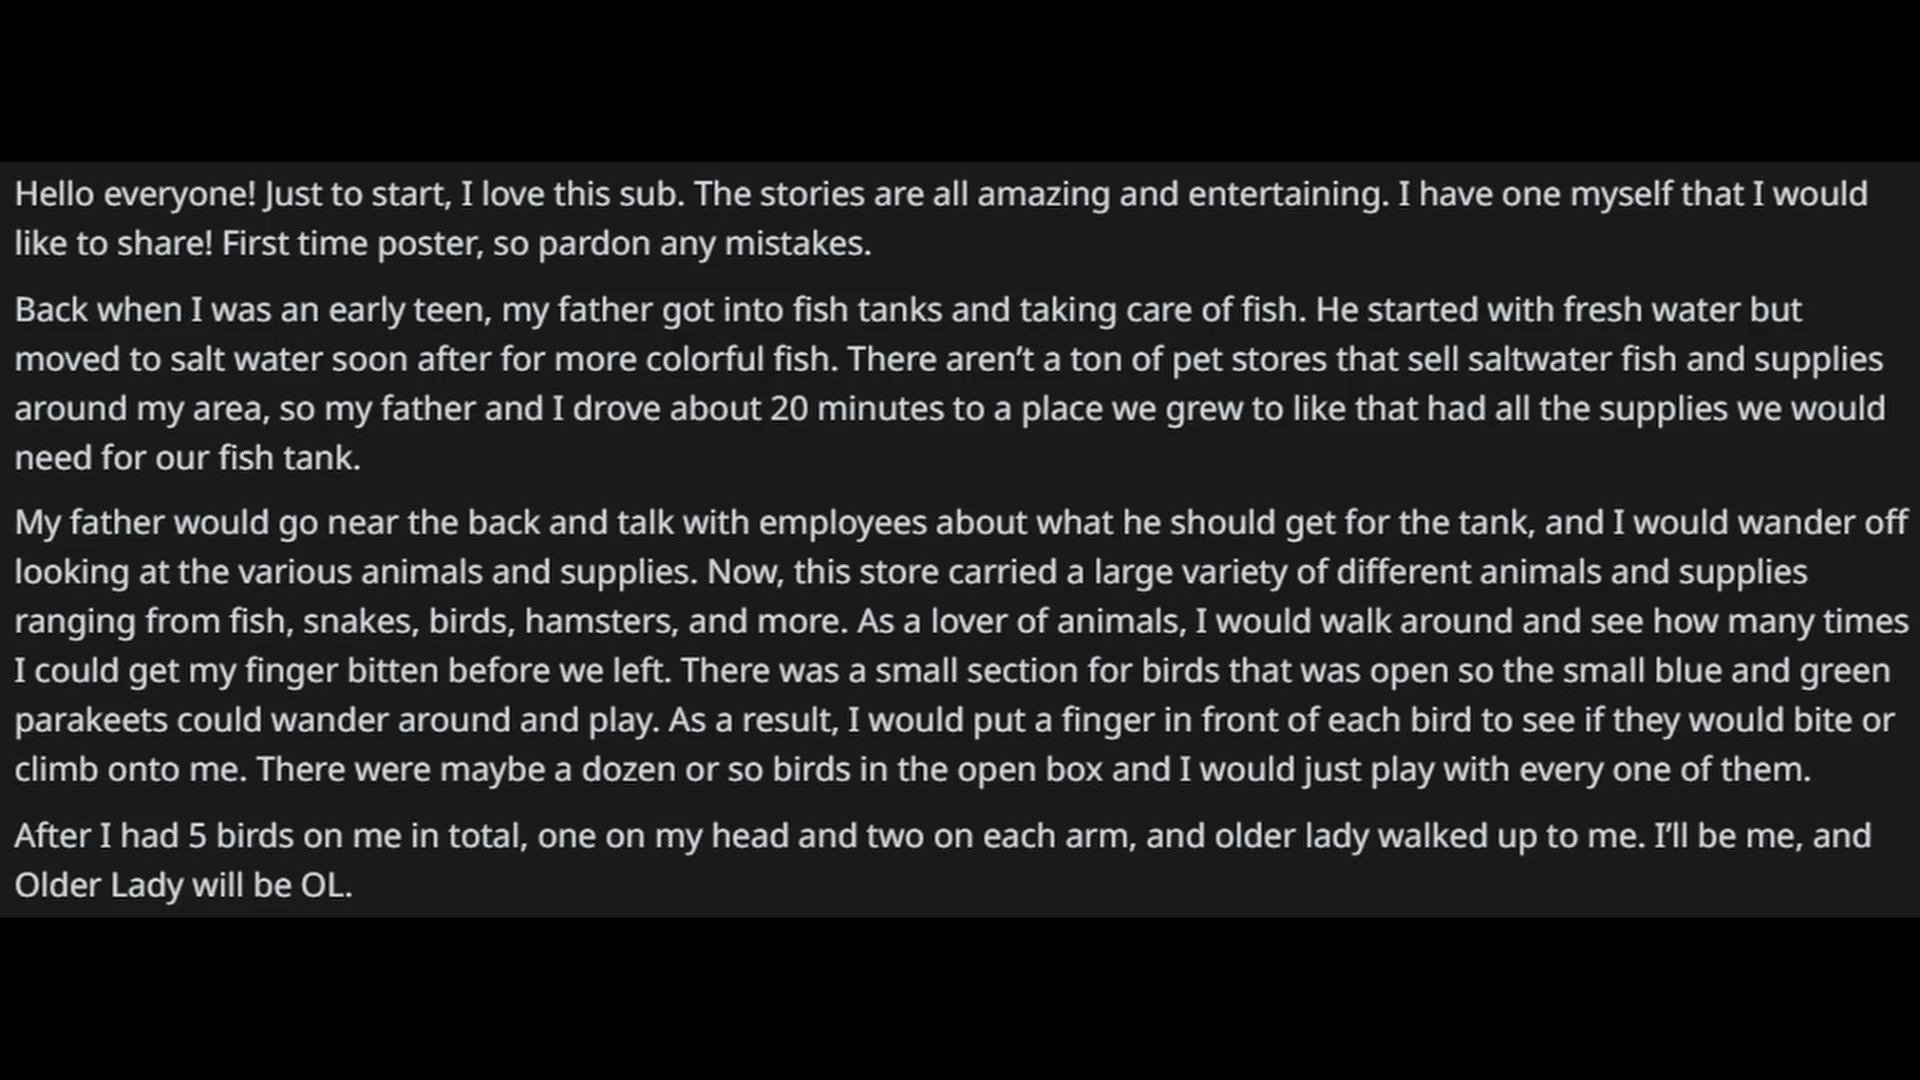 Hello everyone! Just to start, I love this sub. The stories are all amazing and entertaining. I have one myself that I would
like to share! First time poster, so pardon any mistakes.
Back when I was an early teen, my father got into fish tanks and taking care of fish. He started with fresh water but
moved to salt water soon after for more colorful fish. There aren’t a ton of pet stores that sell saltwater fish and supplies
around my area, so my father and I drove about 20 minutes to a place we grew to like that had all the supplies we would
need for our fish tank.
My father would go near the back and talk with employees about what he should get for the tank, and I would wander off
looking at the various animals and supplies. Now, this store carried a large variety of different animals and supplies
ranging from fish, snakes, birds, hamsters, and more. As a lover of animals, I would walk around and see how many times
I could get my finger bitten before we left. There was a small section for birds that was open so the small blue and green
parakeets could wander around and play. As a result, I would put a finger in front of each bird to see if they would bite or
climb onto me. There were maybe a dozen or so birds in the open box and I would just play with every one of them.
After I had 5 birds on me in total, one on my head and two on each arm, and older lady walked up to me. I’ll be me, and
Older Lady will be OL.